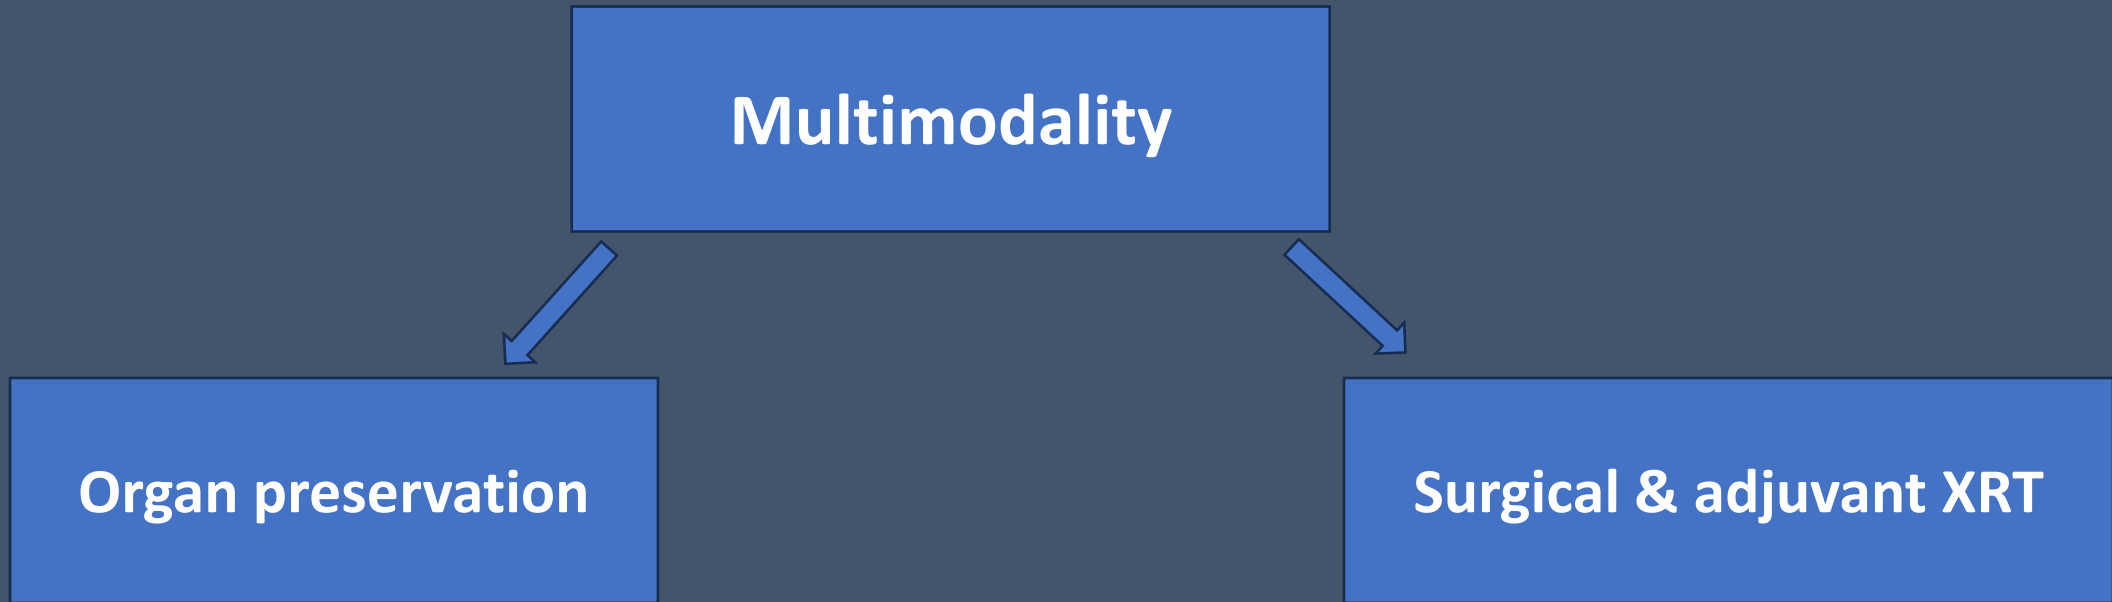 Multimodality
Organ preservation
Surgical & adjuvant XRT